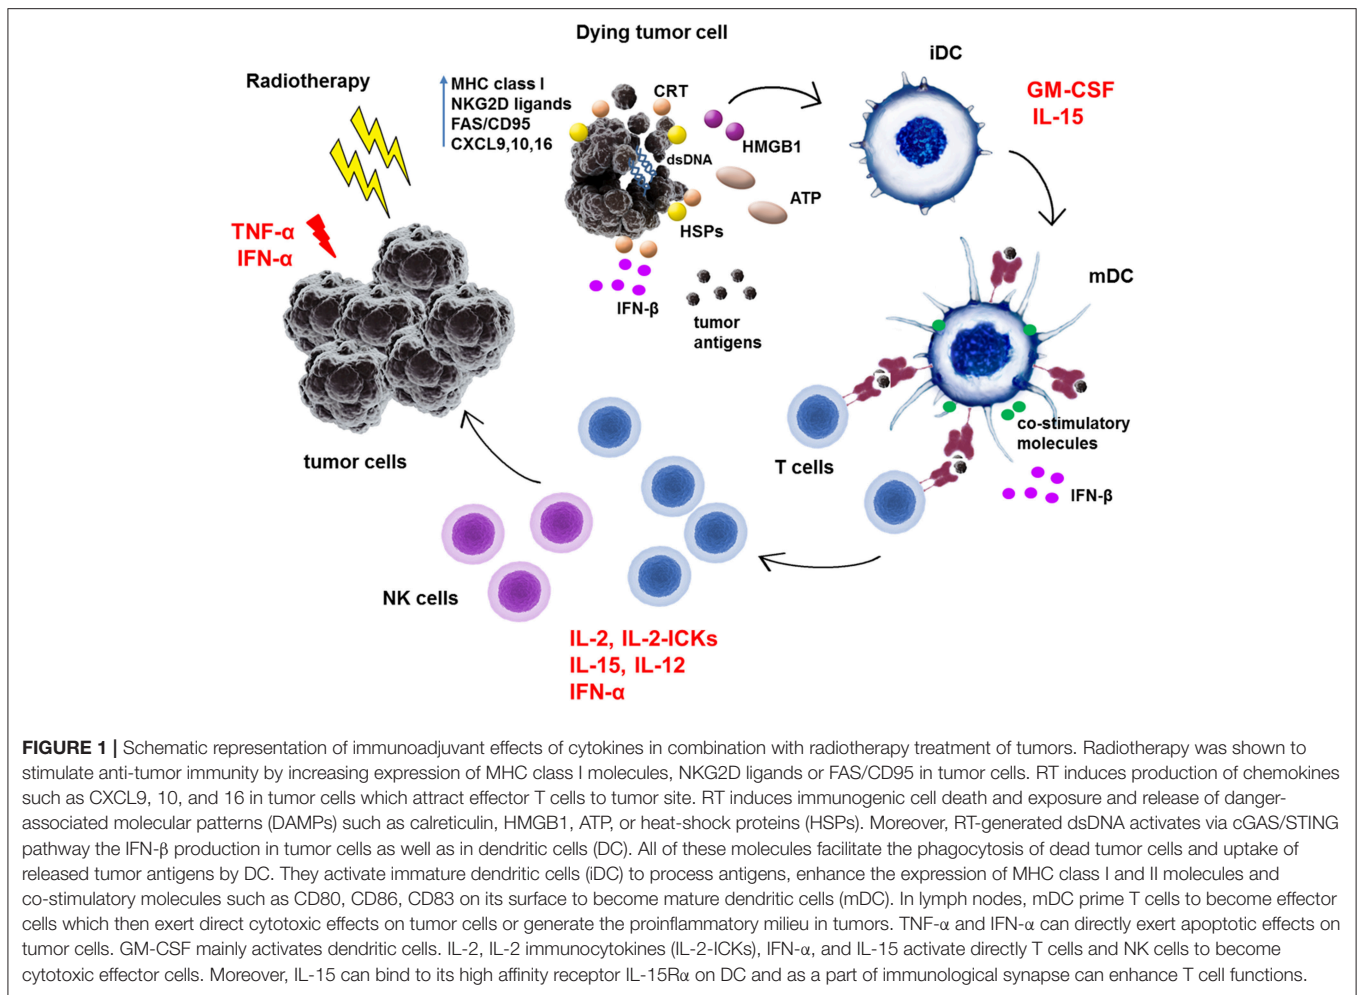 Dying tumor cell
Radiotherapy
MHC class I
NKG2D ligands
FAS/CD95
CXCL9,10,16
CRT
dsDNA
HMGB1
ATP
HSPs
IFN-β
tumor
antigens
iDC
GM-CSF
IL-15
mDC
co-stimulatory
molecules
IFN-β
T cells
TNF-α
IFN-α
tumor cells
NK cells
IL-2, IL-2-ICKs
IL-15, IL-12
IFN-α
FIGURE 1 | Schematic representation of immunoadjuvant effects of cytokines in combination with radiotherapy treatment of tumors. Radiotherapy was shown to
stimulate anti-tumor immunity by increasing expression of MHC class I molecules, NKG2D ligands or FAS/CD95 in tumor cells. RT induces production of chemokines
such as CXCL9, 10, and 16 in tumor cells which attract effector T cells to tumor site. RT induces immunogenic cell death and exposure and release of danger-
associated molecular patterns (DAMPs) such as calreticulin, HMGB1, ATP, or heat-shock proteins (HSPs). Moreover, RT-generated dsDNA activates via cGAS/STING
pathway the IFN-β production in tumor cells as well as in dendritic cells (DC). All of these molecules facilitate the phagocytosis of dead tumor cells and uptake of
released tumor antigens by DC. They activate immature dendritic cells (iDC) to process antigens, enhance the expression of MHC class I and II molecules and
co-stimulatory molecules such as CD80, CD86, CD83 on its surface to become mature dendritic cells (mDC). In lymph nodes, mDC prime T cells to become effector
cells which then exert direct cytotoxic effects on tumor cells or generate the proinflammatory milieu in tumors. TNF-α and IFN-α can directly exert apoptotic effects on
tumor cells. GM-CSF mainly activates dendritic cells. IL-2, IL-2 immunocytokines (IL-2-ICKs), IFN-α, and IL-15 activate directly T cells and NK cells to become
cytotoxic effector cells. Moreover, IL-15 can bind to its high affinity receptor IL-15Rα on DC and as a part of immunological synapse can enhance T cell functions.